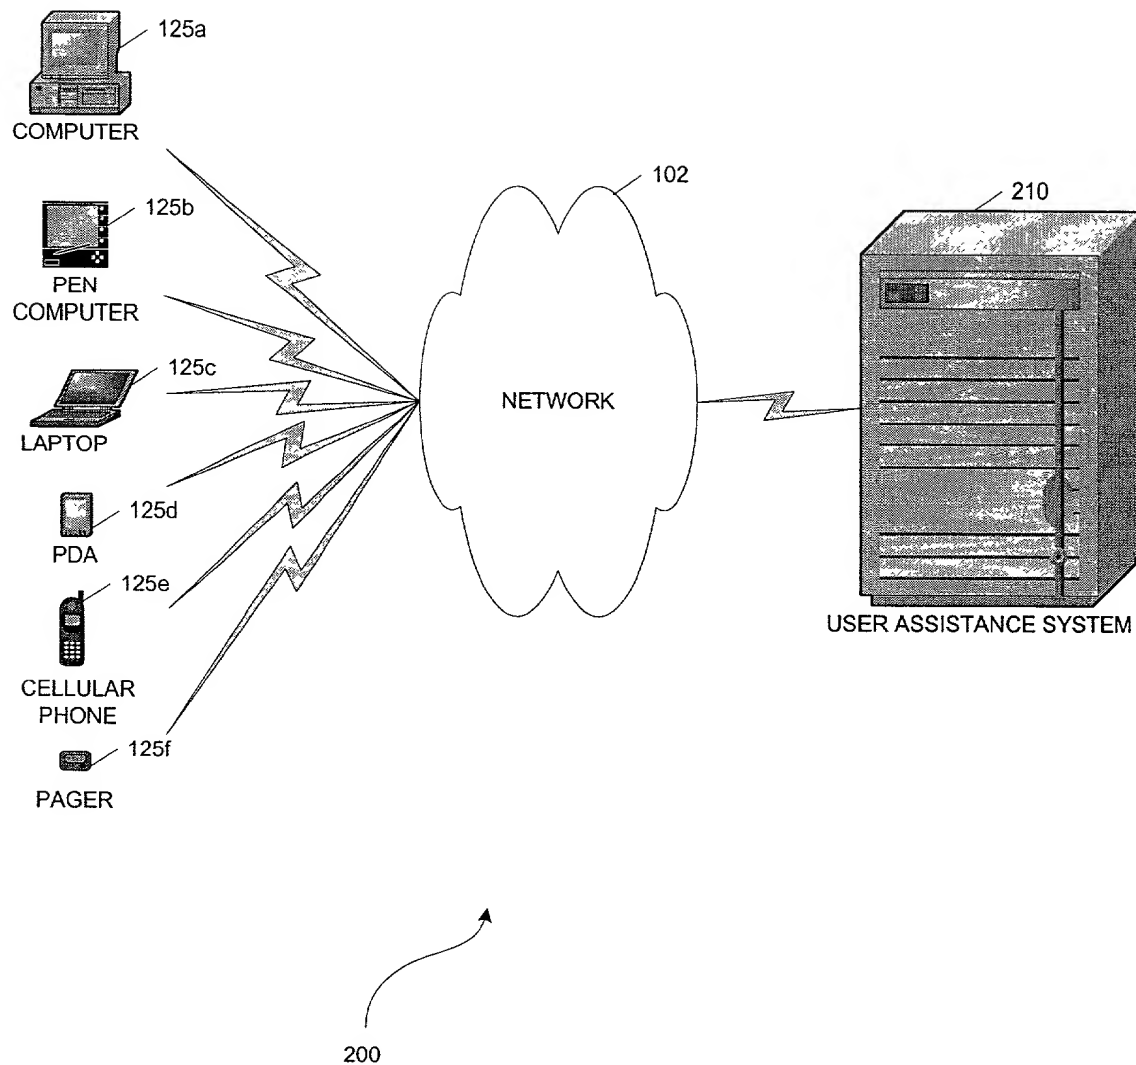 125a
COMPUTER
125b
PEN
COMPUTER
125c
LAPTOP
125d
PDA
125e
CELLULAR
PHONE
125f
PAGER
102
NETWORK
210
USER ASSISTANCE SYSTEM
200